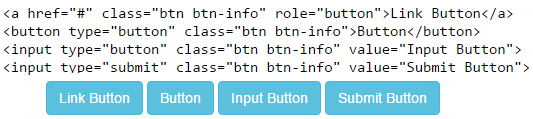 <a href="#" class="btn btn-info" role="button">Link Button</a>
<button type="button" class="btn btn-info">Button</button>
<input type="button" class="btn btn-info" value="Input Button">
<input type="submit" class="btn btn-info" value="Submit Button">
Link Button Button Input Button Submit Button